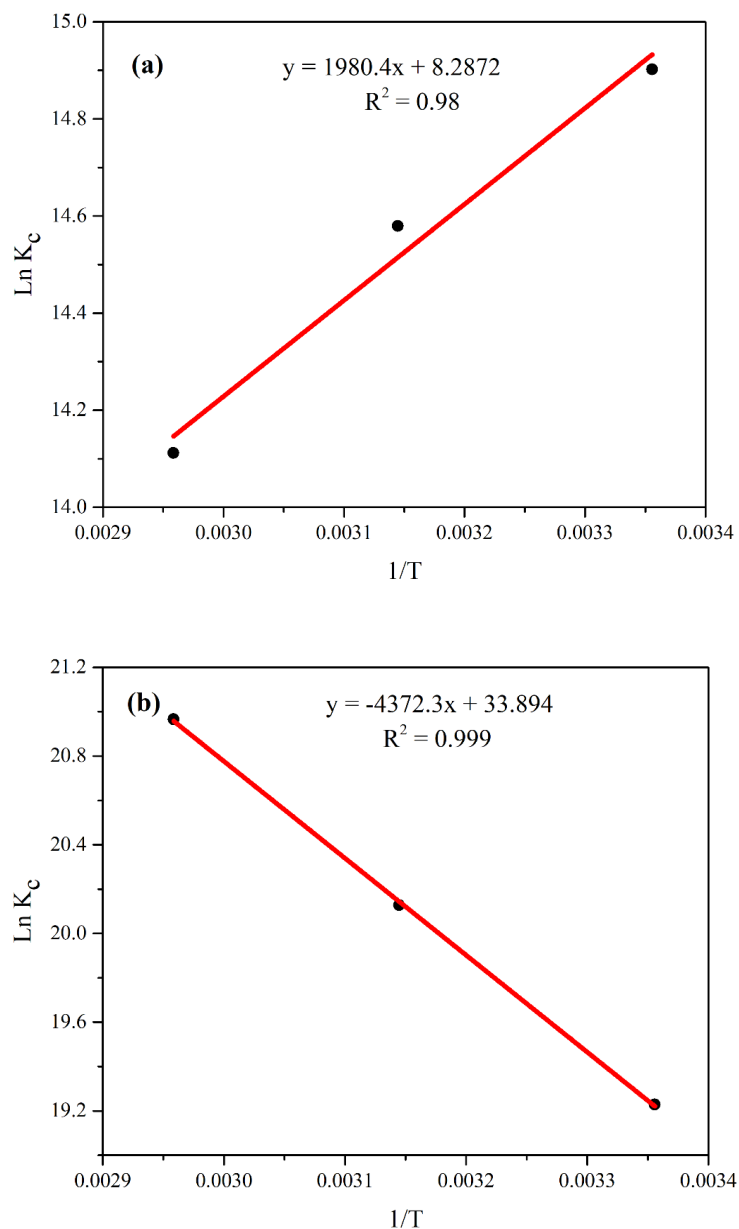 15.0
(a)
y = 1980.4x + 8.2872
R² = 0.98
14.8
14.6
Ln Kc
14.4
14.2
14.0
0.0029 0.0030 0.0031 0.0032 0.0033 0.0034
1/T
21.2
(b)
y = -4372.3x + 33.894
R² = 0.999
20.8
20.4
Ln Kc
20.0
19.6
19.2
0.0029 0.0030 0.0031 0.0032 0.0033 0.0034
1/T